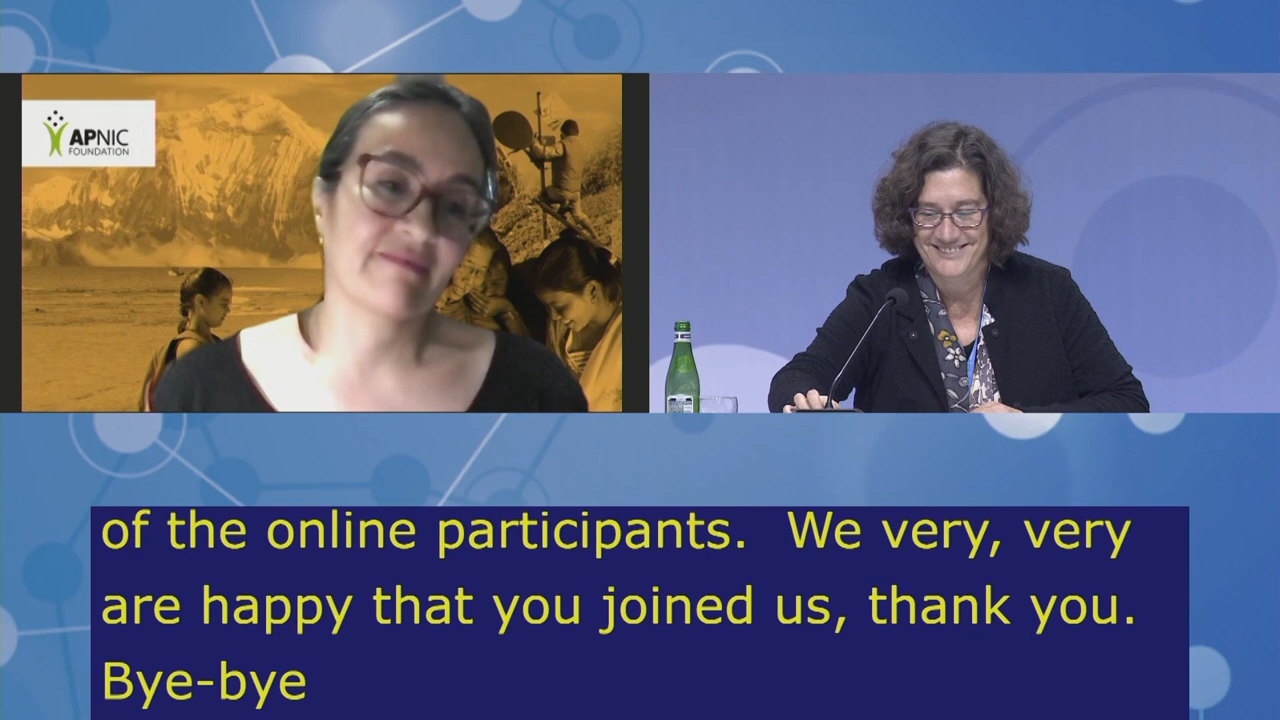 APNIC
FOUNDATION
of the online participants.  We very, very
are happy that you joined us, thank you.
Bye-bye